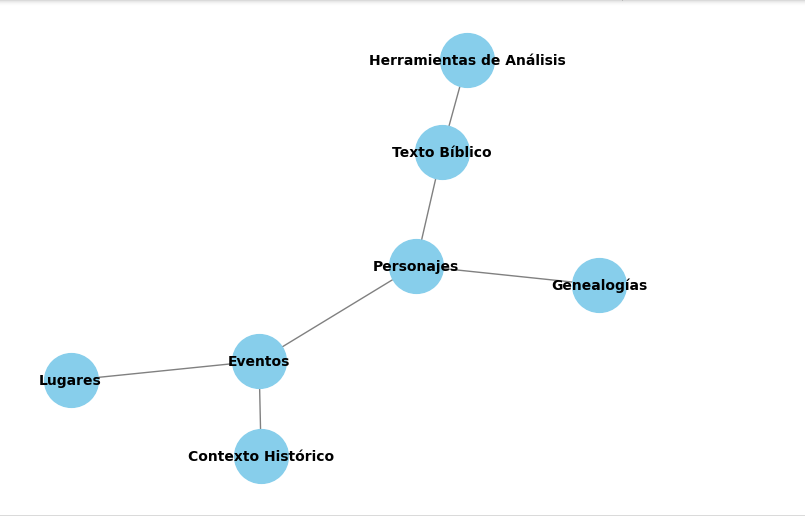 Herramientas de Análisis
Texto Bíblico
Personajes
Genealogías
Eventos
Lugares
Contexto Histórico